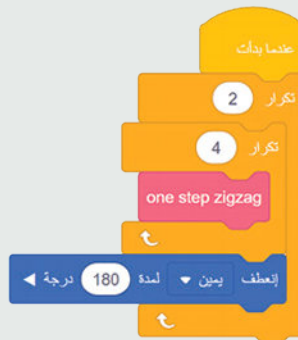 عندما بدأت
تكرار 2
تكرار 4
one step zigzag
إنعطف يمين لمدة 180 درجة